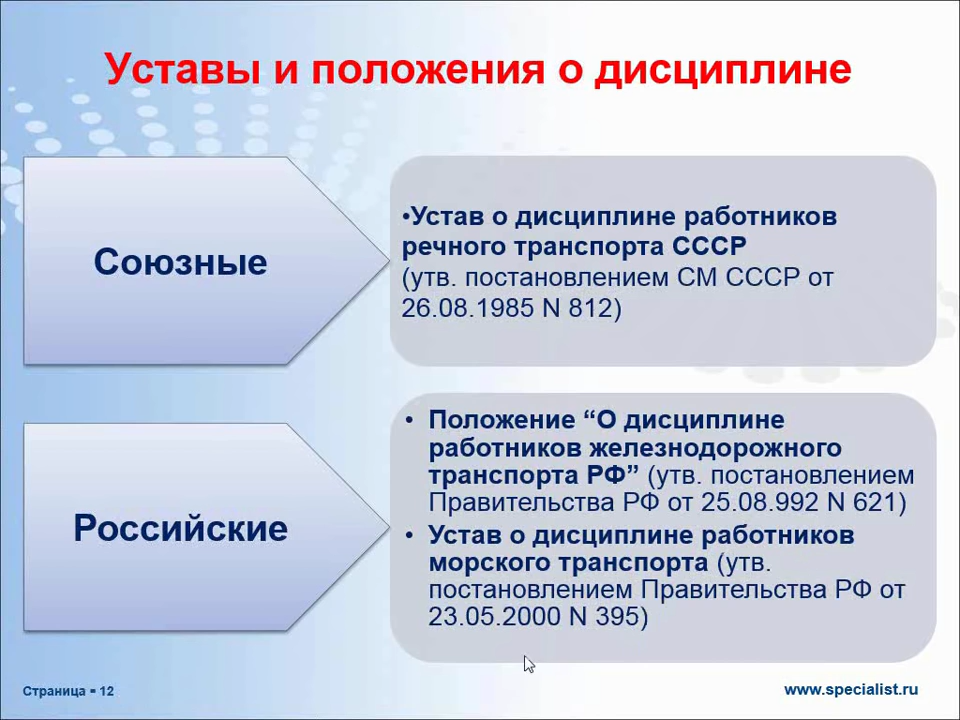 Уставы и положения о дисциплине
Союзные
•Устав о дисциплине работников
речного транспорта СССР
(утв. постановлением СМ СССР от
26.08.1985 N 812)
Российские
• Положение “О дисциплине
работников железнодорожного
транспорта РФ” (утв. постановлением
Правительства РФ от 25.08.992 N 621)
• Устав о дисциплине работников
морского транспорта (утв.
постановлением Правительства РФ от
23.05.2000 N 395)
Страница ▪ 12
www.specialist.ru